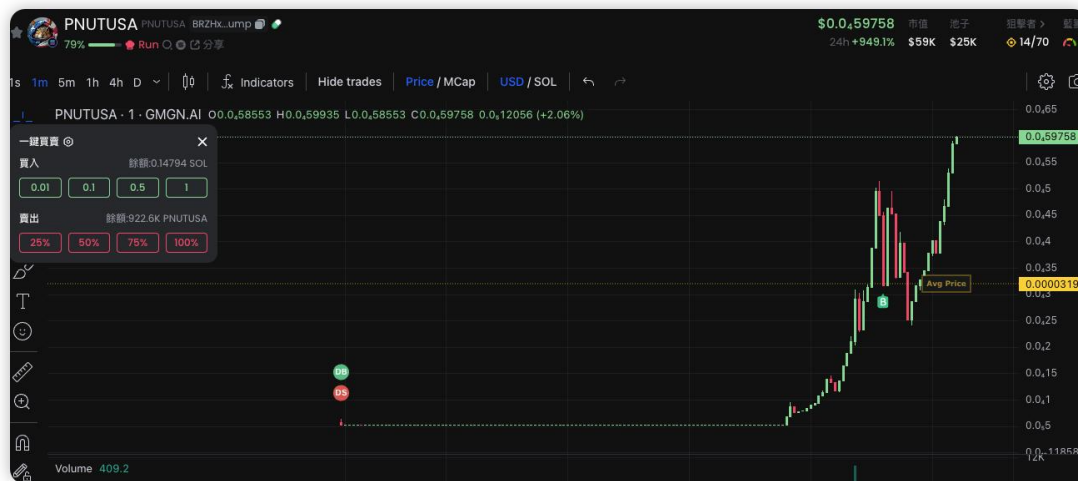 PNUTUSA PNUTUSA BRZHx...ump
79% Run 分享
$0.0₄59758 市值 池子 狙擊者 >
24h +949.1% $59K $25K 14/70
1s 1m 5m 1h 4h D Indicators Hide trades Price / MCap USD / SOL
PNUTUSA · 1 · GMGN.AI O0.0₄58553 H0.0₄59935 L0.0₄58553 C0.0₄59758 0.0₅12056 (+2.06%)
一鍵買賣
買入 餘額:0.14794 SOL
0.01 0.1 0.5 1
賣出 餘額:922.6K PNUTUSA
25% 50% 75% 100%
0.0₄65
0.0₄59758
0.0₄55
0.0₄5
0.0₄45
0.0₄4
0.0₄35
Avg Price 0.0000319
0.0₄3
0.0₄25
0.0₄2
DB
DS
B
0.0₄15
0.0₄1
0.0₅5
12K
Volume 409.2